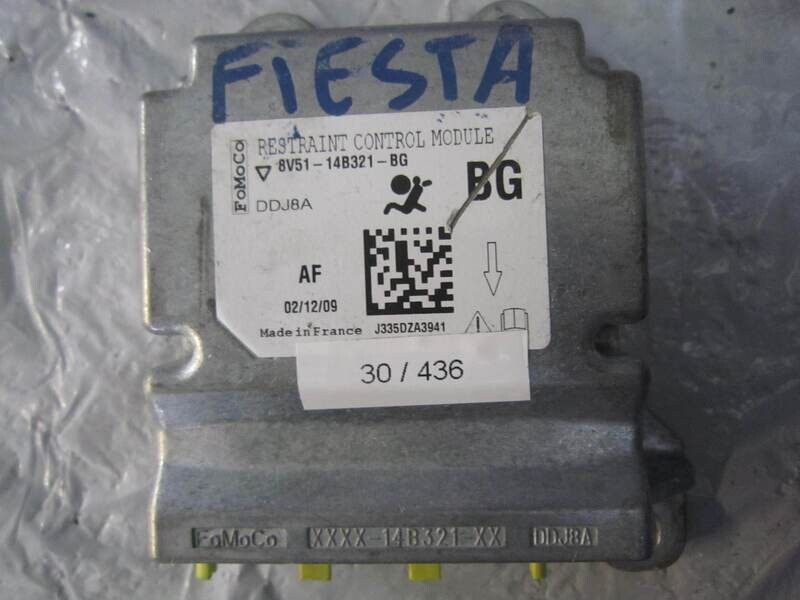 FiESTA
FoMoCo
RESTRAINT CONTROL MODULE
8V51-14B321-BG
BG
DDJ8A
AF
02/12/09
Made in France
J335DZA3941
30 / 436
FoMoCo XXXX-14B321-XX DDJ8A